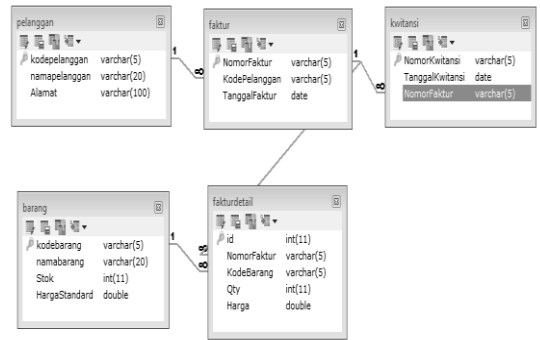 pelanggan
kodepelanggan varchar(5)
namapelanggan varchar(20)
Alamat varchar(100)
1
∞
faktur
NomorFaktur varchar(5)
KodePelanggan varchar(5)
TanggalFaktur date
1
∞
kwitansi
NomorKwitansi varchar(5)
TanggalKwitansi date
NomorFaktur varchar(5)
barang
kodebarang varchar(5)
namabarang varchar(20)
Stok int(11)
HargaStandard double
1
∞
∞
fakturdetail
id int(11)
NomorFaktur varchar(5)
KodeBarang varchar(5)
Qty int(11)
Harga double